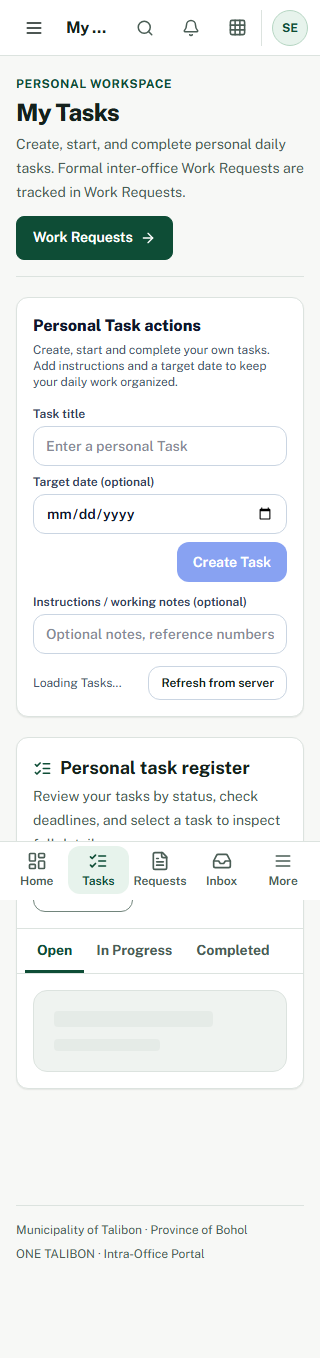 My ...
SE
PERSONAL WORKSPACE
My Tasks
Create, start, and complete personal daily
tasks. Formal inter-office Work Requests are
tracked in Work Requests.
Work Requests →
Personal Task actions
Create, start and complete your own tasks.
Add instructions and a target date to keep
your daily work organized.
Task title
Enter a personal Task
Target date (optional)
mm/dd/yyyy
Create Task
Instructions / working notes (optional)
Optional notes, reference numbers
Loading Tasks...
Refresh from server
Personal task register
Review your tasks by status, check
deadlines, and select a task to inspect
Home
Tasks
Requests
Inbox
More
Open
In Progress
Completed
Municipality of Talibon · Province of Bohol
ONE TALIBON · Intra-Office Portal